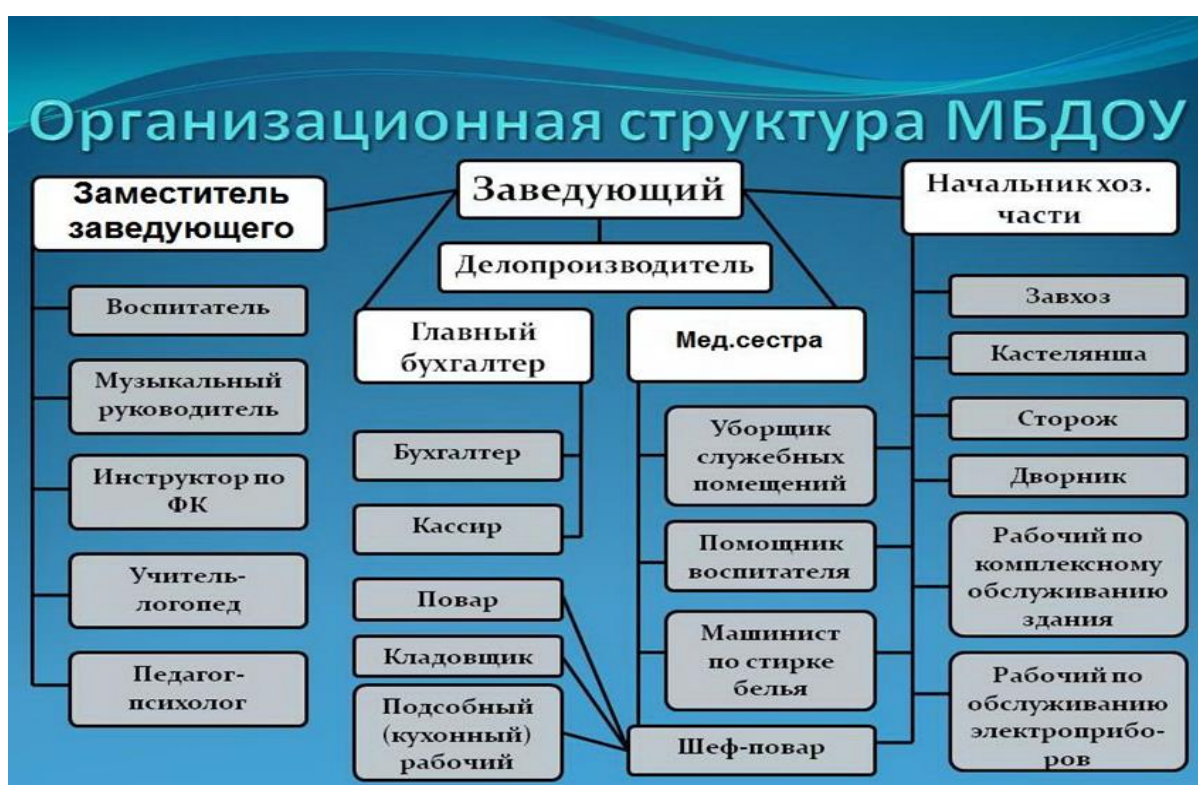 Организационная структура МБДОУ
Заместитель
заведующего
Заведующий
Начальник хоз.
части
Делопроизводитель
Воспитатель
Музыкальный
руководитель
Инструктор по
ФК
Учитель-
логопед
Педагог-
психолог
Главный
бухгалтер
Бухгалтер
Кассир
Повар
Кладовщик
Подсобный
(кухонный)
рабочий
Мед.сестра
Уборщик
служебных
помещений
Помощник
воспитателя
Машинист
по стирке
белья
Шеф-повар
Завхоз
Кастелянша
Сторож
Дворник
Рабочий по
комплексному
обслуживанию
здания
Рабочий по
обслуживанию
электроприбо-
ров